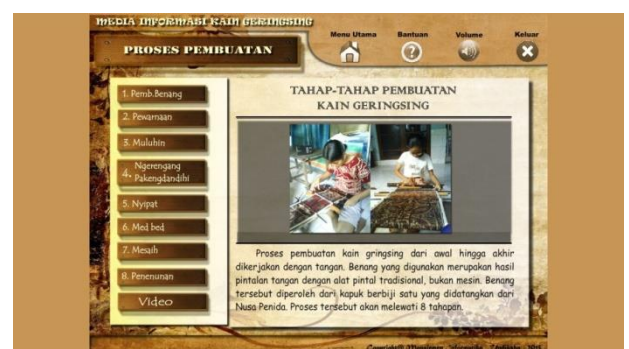 MEDIA INFORMASI KAIN GERINGSING
PROSES PEMBUATAN
Menu Utama
Bantuan
Volume
Keluar
1. Pemb.Benang
2. Pewarnaan
3. Muluhin
4. Ngerengang Pakengdandihi
5. Nyipat
6. Med bed
7. Mesaih
8. Penenunan
Video
TAHAP-TAHAP PEMBUATAN
KAIN GERINGSING
Proses pembuatan kain gringsing dari awal hingga akhir
dikerjakan dengan tangan. Benang yang digunakan merupakan hasil
pintalan tangan dengan alat pintal tradisional, bukan mesin. Benang
tersebut diperoleh dari kapuk berbiji satu yang didatangkan dari
Nusa Penida. Proses tersebut akan melewati 8 tahapan.